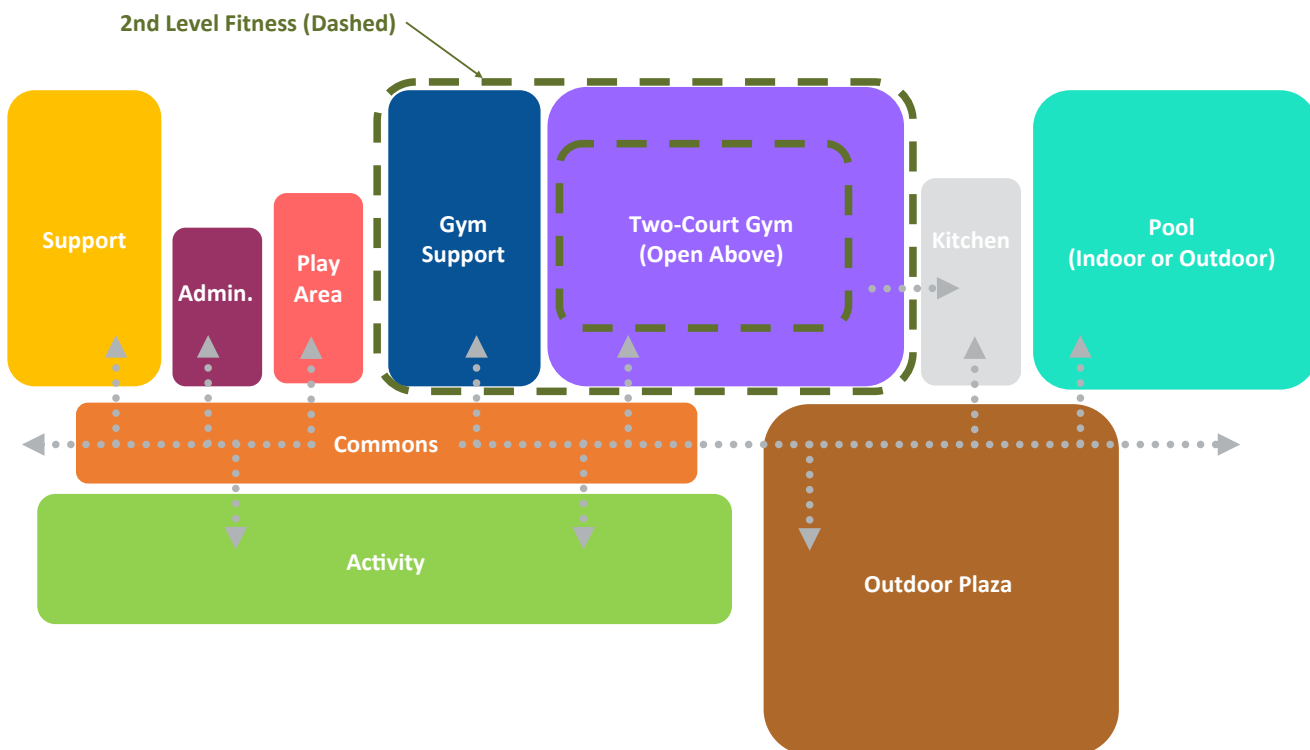 2nd Level Fitness (Dashed)
Support
Admin.
Play
Area
Gym
Support
Two-Court Gym
(Open Above)
Kitchen
Pool
(Indoor or Outdoor)
Commons
Activity
Outdoor Plaza